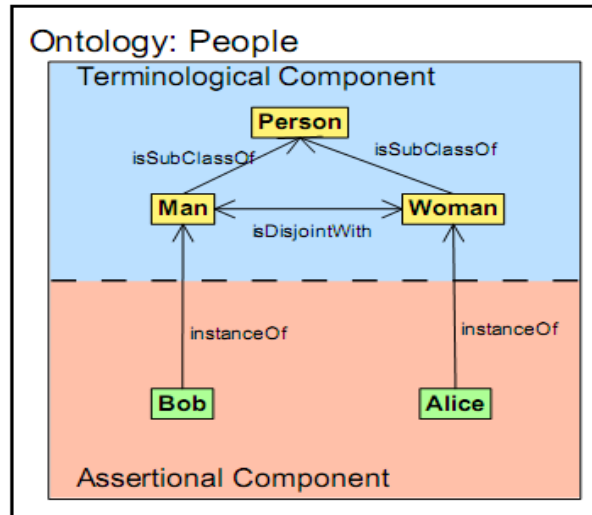 Ontology: People
Terminological Component
Person
isSubClassOf
isSubClassOf
Man
Woman
isDisjointWith
instanceOf
instanceOf
Bob
Alice
Assertional Component